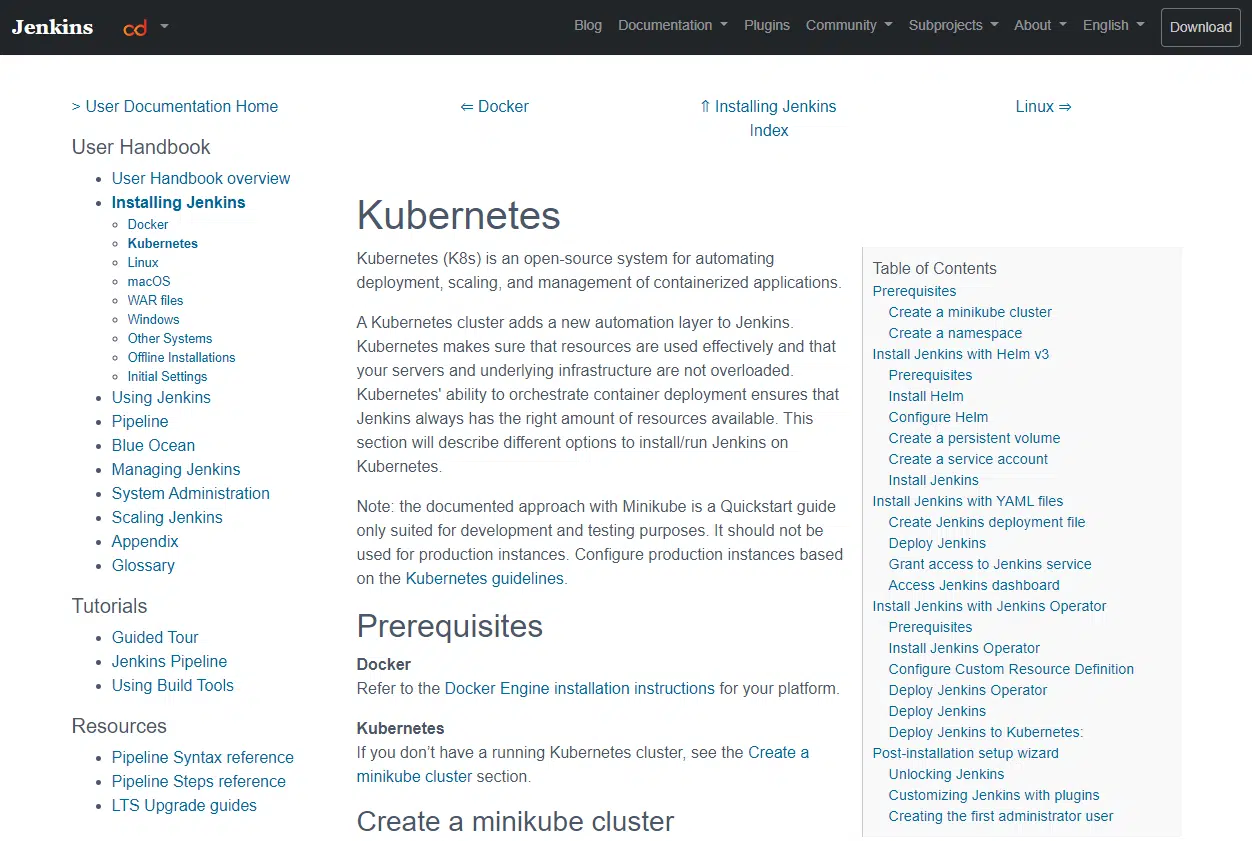 Jenkins
cd
Blog Documentation Plugins Community Subprojects About English Download
> User Documentation Home
⇐ Docker
⇑ Installing Jenkins
Index
Linux ⇒
User Handbook
User Handbook overview
Installing Jenkins
Docker
Kubernetes
Linux
macOS
WAR files
Windows
Other Systems
Offline Installations
Initial Settings
Using Jenkins
Pipeline
Blue Ocean
Managing Jenkins
System Administration
Scaling Jenkins
Appendix
Glossary
Tutorials
Guided Tour
Jenkins Pipeline
Using Build Tools
Resources
Pipeline Syntax reference
Pipeline Steps reference
LTS Upgrade guides
Kubernetes
Kubernetes (K8s) is an open-source system for automating
deployment, scaling, and management of containerized applications.
A Kubernetes cluster adds a new automation layer to Jenkins.
Kubernetes makes sure that resources are used effectively and that
your servers and underlying infrastructure are not overloaded.
Kubernetes' ability to orchestrate container deployment ensures that
Jenkins always has the right amount of resources available. This
section will describe different options to install/run Jenkins on
Kubernetes.
Note: the documented approach with Minikube is a Quickstart guide
only suited for development and testing purposes. It should not be
used for production instances. Configure production instances based
on the Kubernetes guidelines.
Prerequisites
Docker
Refer to the Docker Engine installation instructions for your platform.
Kubernetes
If you don’t have a running Kubernetes cluster, see the Create a
minikube cluster section.
Create a minikube cluster
Table of Contents
Prerequisites
Create a minikube cluster
Create a namespace
Install Jenkins with Helm v3
Prerequisites
Install Helm
Configure Helm
Create a persistent volume
Create a service account
Install Jenkins
Install Jenkins with YAML files
Create Jenkins deployment file
Deploy Jenkins
Grant access to Jenkins service
Access Jenkins dashboard
Install Jenkins with Jenkins Operator
Prerequisites
Install Jenkins Operator
Configure Custom Resource Definition
Deploy Jenkins Operator
Deploy Jenkins
Deploy Jenkins to Kubernetes:
Post-installation setup wizard
Unlocking Jenkins
Customizing Jenkins with plugins
Creating the first administrator user